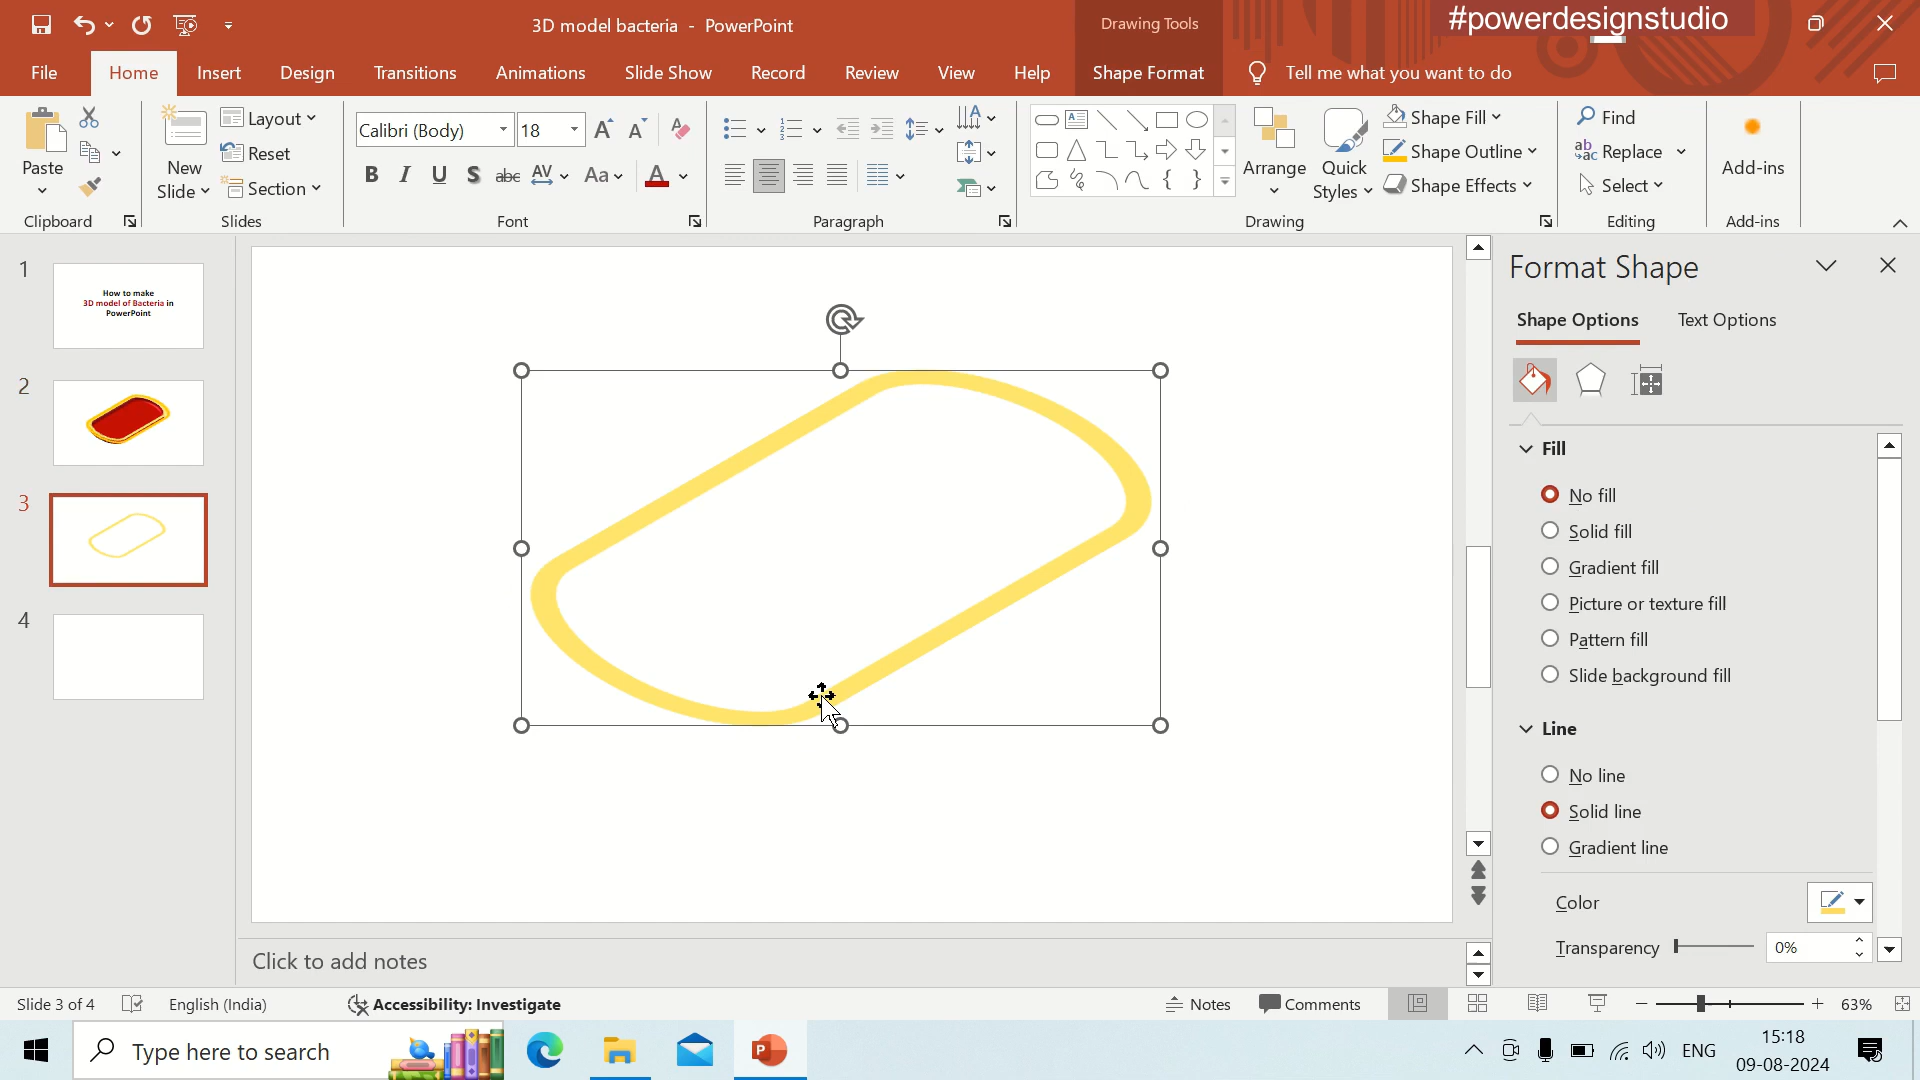 3D model bacteria - PowerPoint
Drawing Tools
#powerdesignstudio
File
Home
Insert
Design
Transitions
Animations
Slide Show
Record
Review
View
Help
Shape Format
Tell me what you want to do
Paste
New
Slide
Layout
Reset
Section
Calibri (Body)
18
Aa
Arrange
Quick
Styles
Shape Fill
Shape Outline
Shape Effects
Find
Replace
Select
Add-ins
Clipboard
Slides
Font
Paragraph
Drawing
Editing
Add-ins
1
How to make
3D model of Bacteria in
PowerPoint
2
3
4
Format Shape
Shape Options
Text Options
Fill
No fill
Solid fill
Gradient fill
Picture or texture fill
Pattern fill
Slide background fill
Line
No line
Solid line
Gradient line
Color
Transparency
0%
Click to add notes
Slide 3 of 4
English (India)
Accessibility: Investigate
Notes
Comments
63%
Type here to search
ENG
15:18
09-08-2024